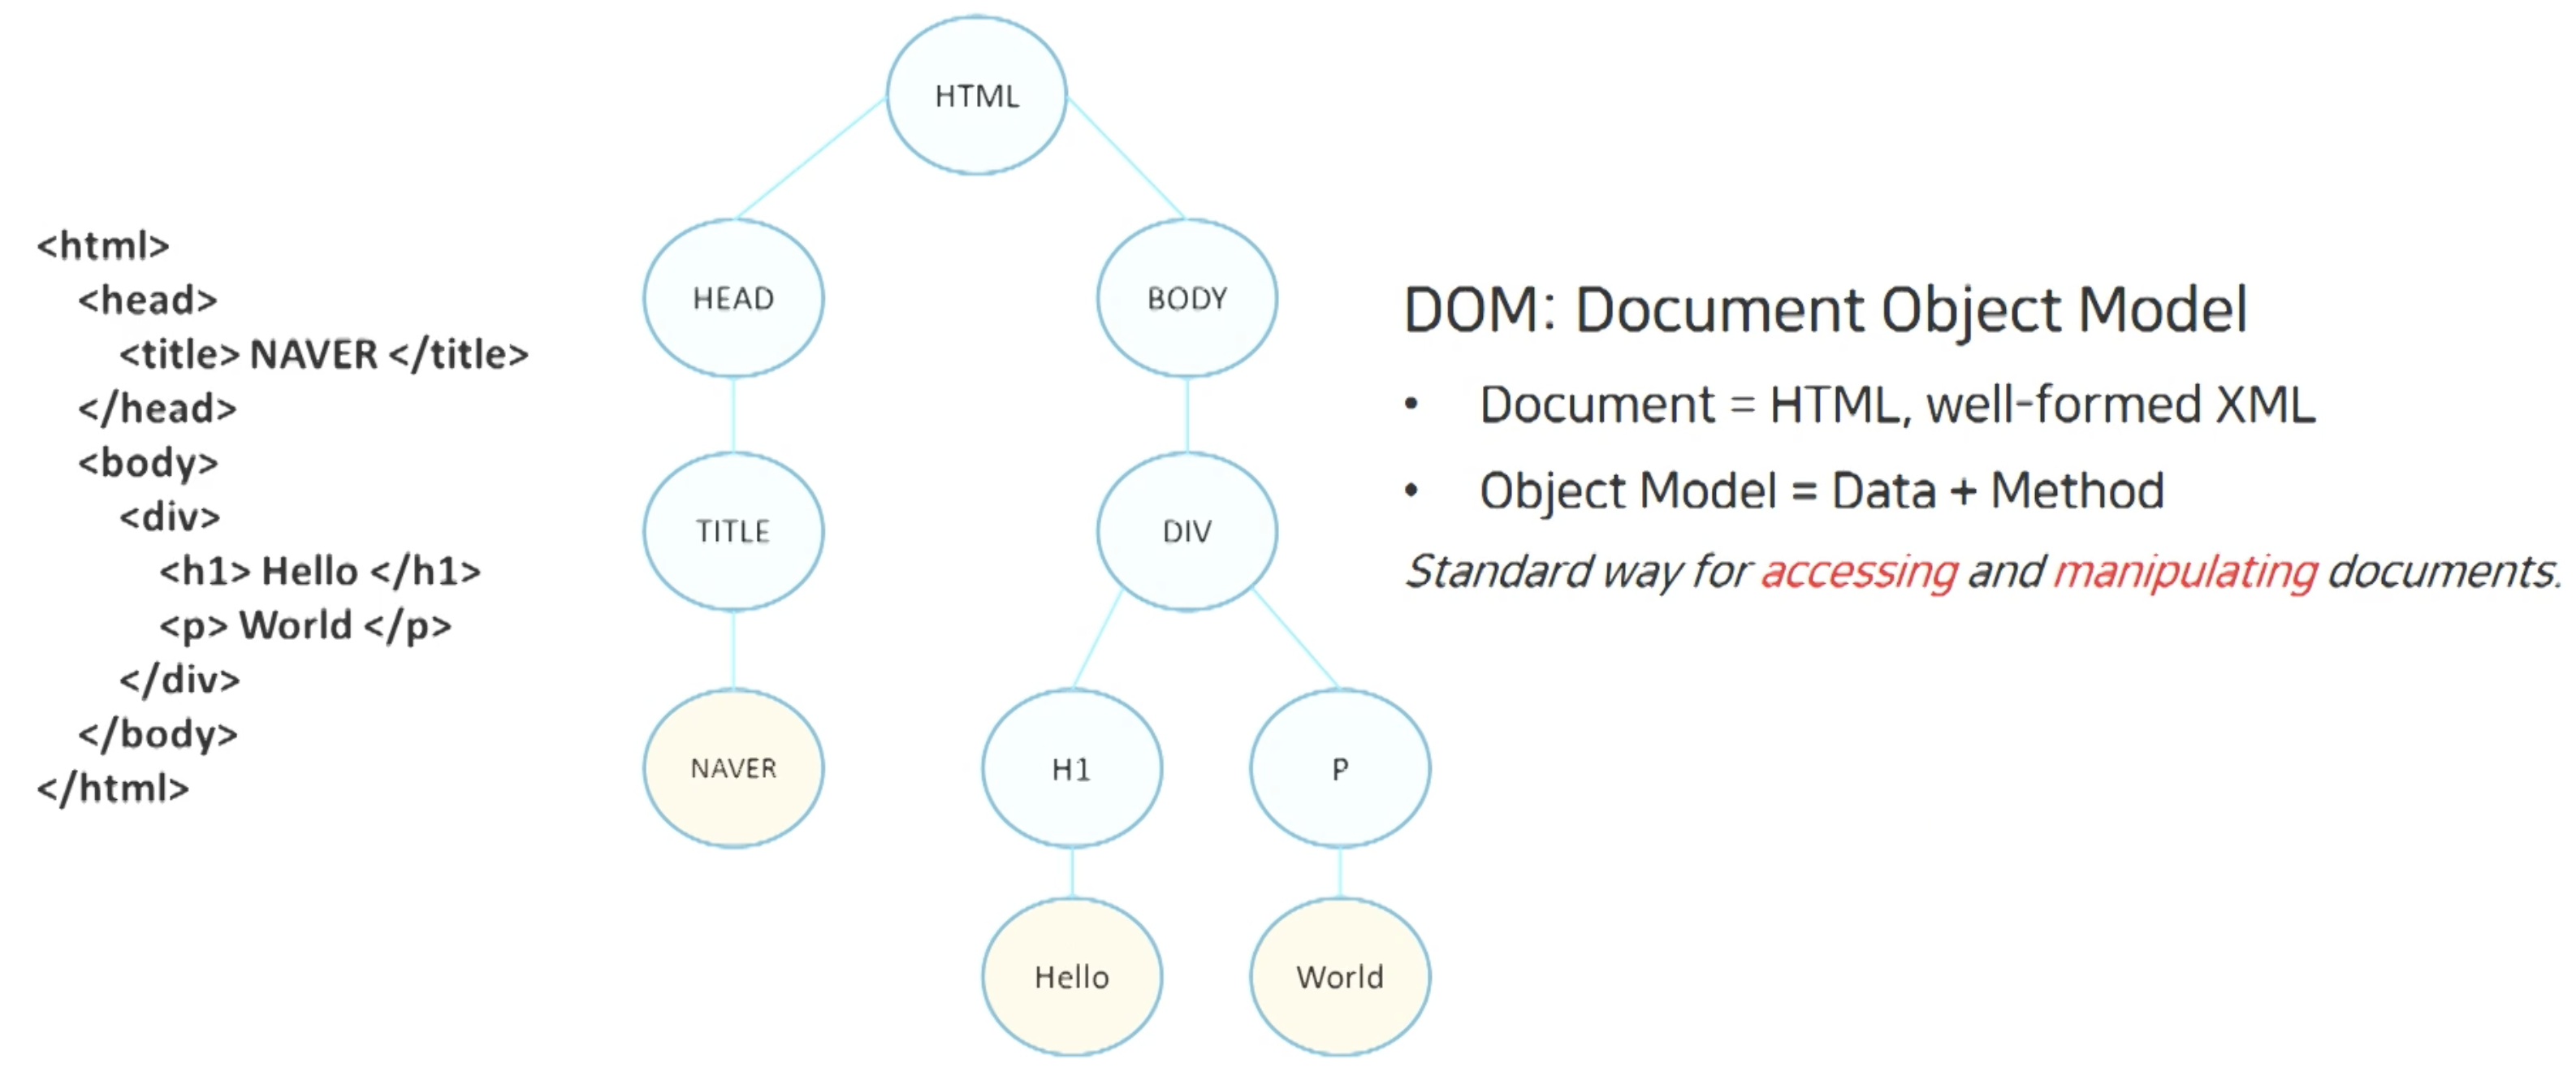 <html>
<head>
<title> NAVER </title>
</head>
<body>
<div>
<h1> Hello </h1>
<p> World </p>
</div>
</body>
</html>
HTML
HEAD
BODY
TITLE
DIV
NAVER
H1
P
Hello
World
DOM: Document Object Model
• Document = HTML, well-formed XML
• Object Model = Data + Method
Standard way for accessing and manipulating documents.